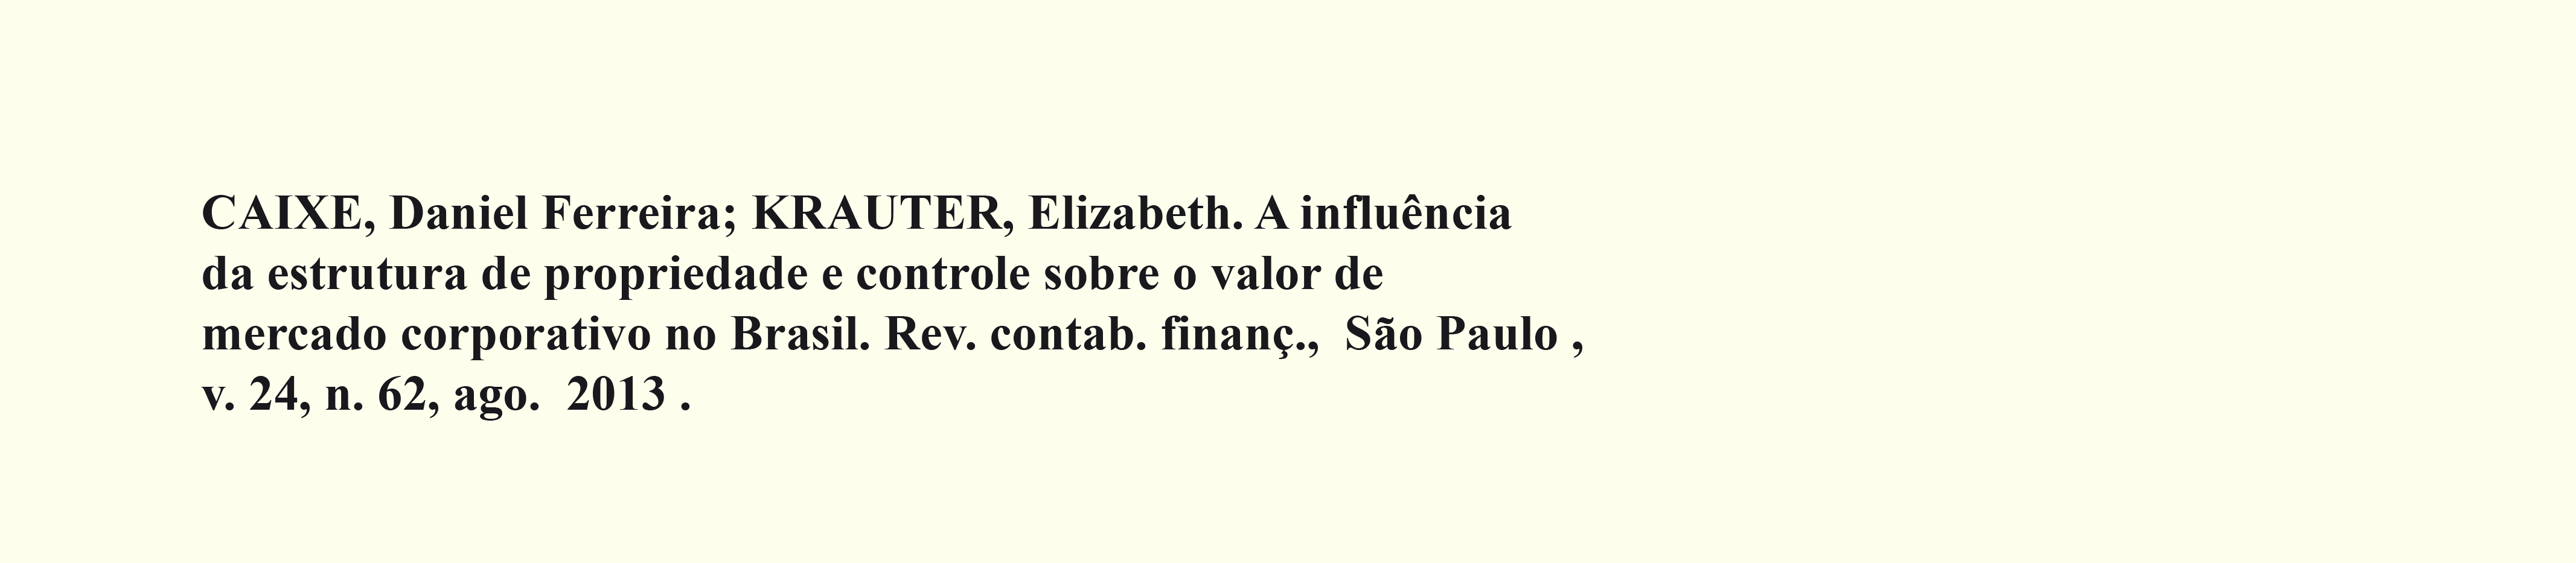 CAIXE, Daniel Ferreira; KRAUTER, Elizabeth. A influência
da estrutura de propriedade e controle sobre o valor de
mercado corporativo no Brasil. Rev. contab. finanç.,  São Paulo ,
v. 24, n. 62, ago.  2013 .